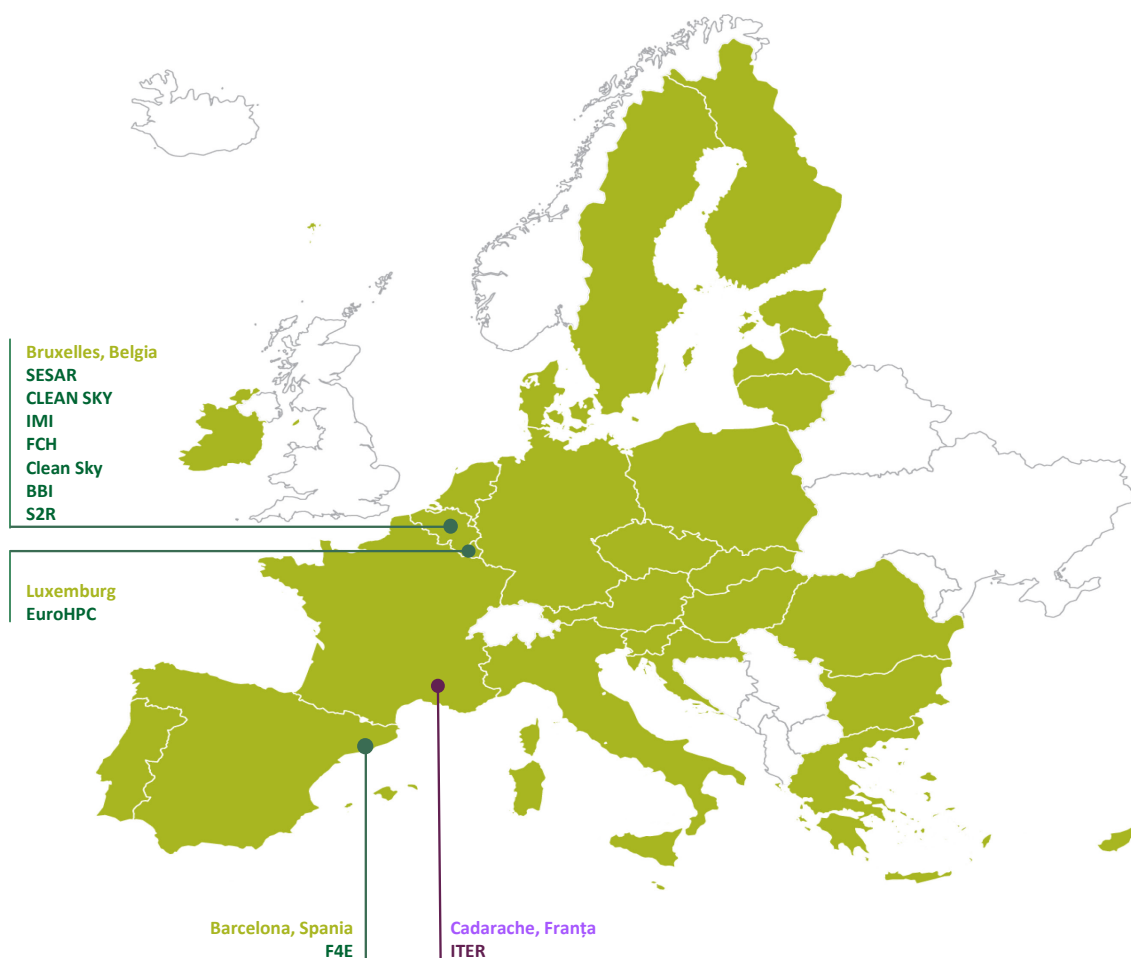 Bruxelles, Belgia
SESAR
CLEAN SKY
IMI
FCH
Clean Sky
BBI
S2R
Luxemburg
EuroHPC
Barcelona, Spania
F4E
Cadarache, Franța
ITER